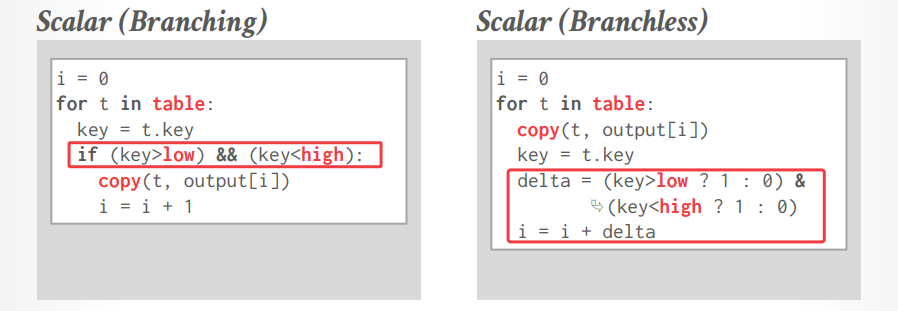 Scalar (Branching)
i = 0
for t in table:
  key = t.key
  if (key>low) && (key<high):
    copy(t, output[i])
    i = i + 1
Scalar (Branchless)
i = 0
for t in table:
  copy(t, output[i])
  key = t.key
  delta = (key>low ? 1 : 0) &
        ↪(key<high ? 1 : 0)
  i = i + delta